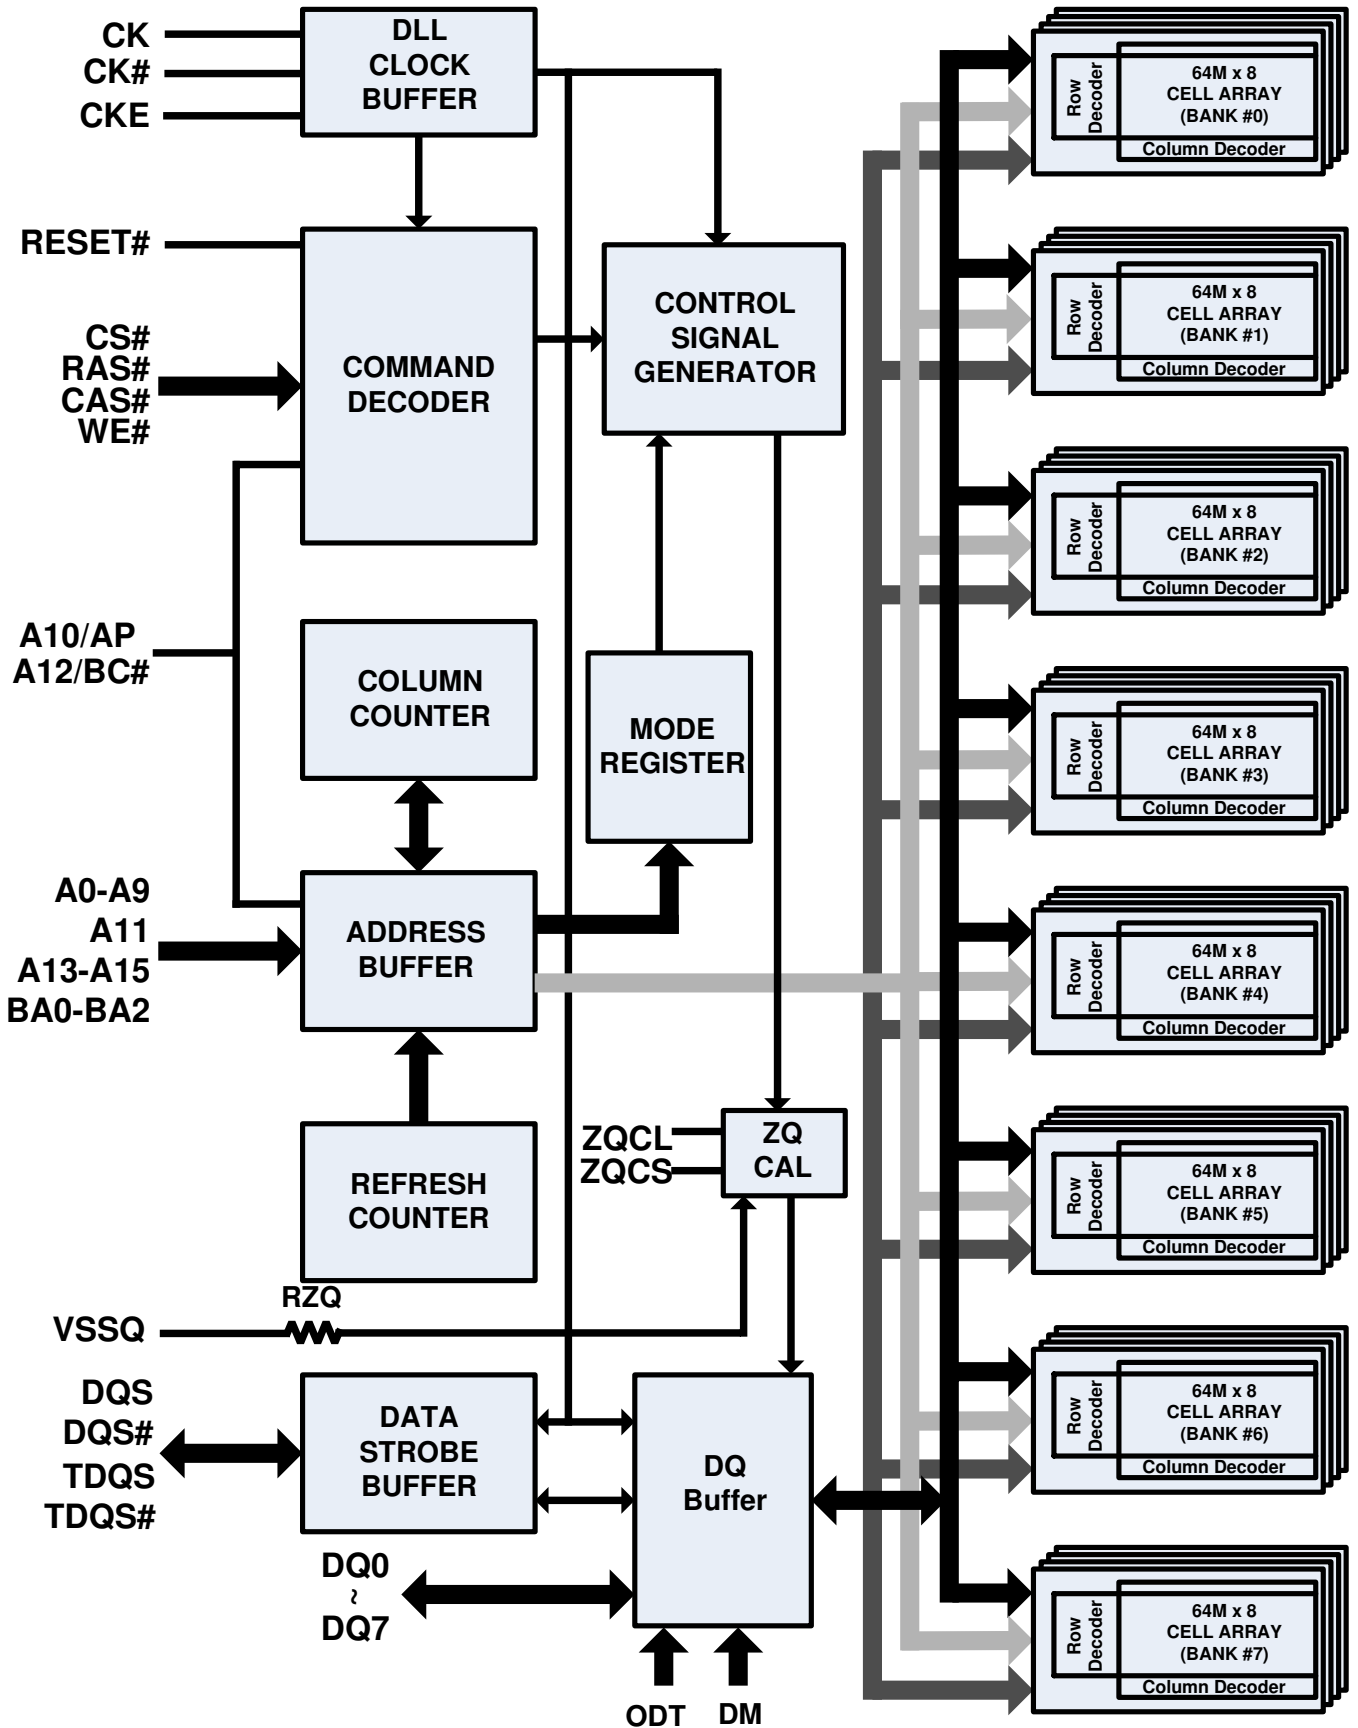 CK
CK#
CKE
DLL
CLOCK
BUFFER
RESET#
CS#
RAS#
CAS#
WE#
COMMAND
DECODER
CONTROL
SIGNAL
GENERATOR
A10/AP
A12/BC#
COLUMN
COUNTER
MODE
REGISTER
A0-A9
A11
A13-A15
BA0-BA2
ADDRESS
BUFFER
REFRESH
COUNTER
ZQCL
ZQCS
ZQ
CAL
RZQ
VSSQ
DQS
DQS#
TDQS
TDQS#
DATA
STROBE
BUFFER
DQ
Buffer
DQ0
~
DQ7
ODT
DM
Row
Decoder
64M x 8
CELL ARRAY
(BANK #0)
Column Decoder
Row
Decoder
64M x 8
CELL ARRAY
(BANK #1)
Column Decoder
Row
Decoder
64M x 8
CELL ARRAY
(BANK #2)
Column Decoder
Row
Decoder
64M x 8
CELL ARRAY
(BANK #3)
Column Decoder
Row
Decoder
64M x 8
CELL ARRAY
(BANK #4)
Column Decoder
Row
Decoder
64M x 8
CELL ARRAY
(BANK #5)
Column Decoder
Row
Decoder
64M x 8
CELL ARRAY
(BANK #6)
Column Decoder
Row
Decoder
64M x 8
CELL ARRAY
(BANK #7)
Column Decoder